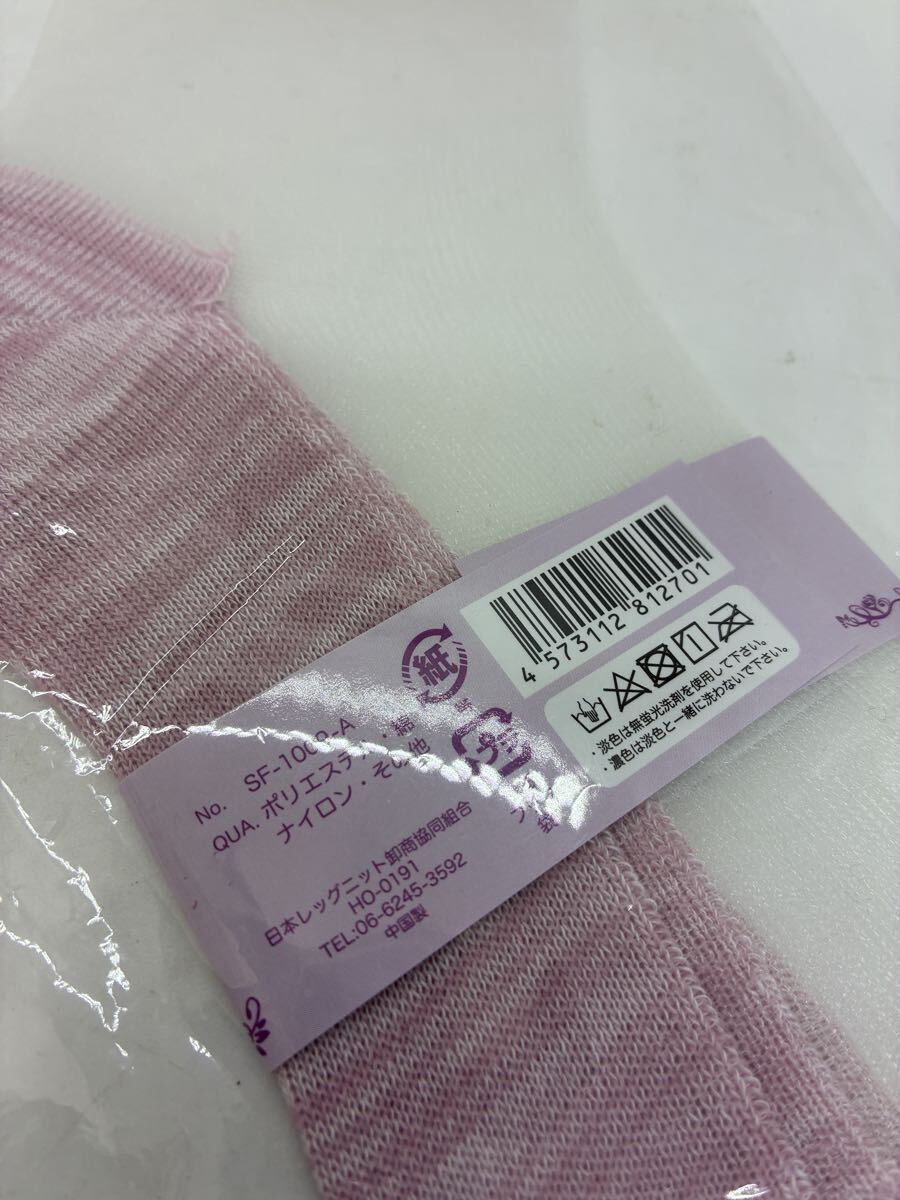 4 573112 812701
・淡色は無蛍光洗剤を使用して下さい。
・濃色は淡色と一緒に洗わないで下さい。
紙
No. SF-1009-A
QUA. ポリエステル・綿
ナイロン・その他
日本レッグニット卸商協同組合
HO-0191
TEL:06-6245-3592
中国製